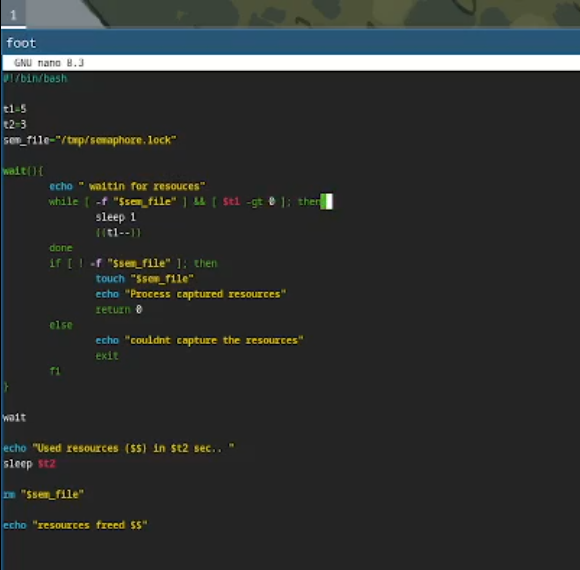 1
foot
GNU nano 8.3
#!/bin/bash
t1=5
t2=3
sem_file="/tmp/semaphore.lock"
wait(){
echo " waitin for resouces"
while [ -f "$sem_file" ] && [ $t1 -gt 0 ]; then
sleep 1
((t1--))
done
if [ ! -f "$sem_file" ]; then
touch "$sem_file"
echo "Process captured resources"
return 0
else
echo "couldnt capture the resources"
exit
fi
}
wait
echo "Used resources ($$) in $t2 sec.. "
sleep $t2
rm "$sem_file"
echo "resources freed $$"